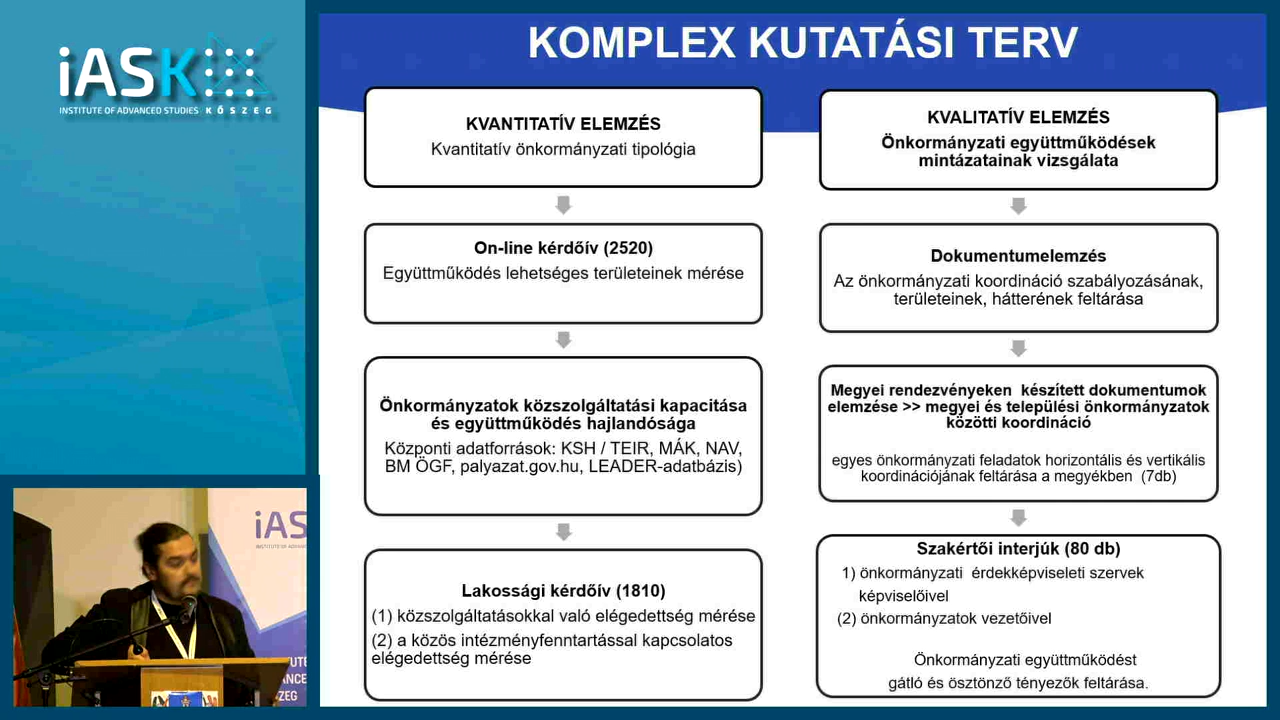 iASK
INSTITUTE OF ADVANCED STUDIES KŐSZEG
KOMPLEX KUTATÁSI TERV
KVANTITATÍV ELEMZÉS
Kvantitatív önkormányzati tipológia
On-line kérdőív (2520)
Együttműködés lehetséges területeinek mérése
Önkormányzatok közszolgáltatási kapacitása
és együttműködés hajlandósága
Központi adatforrások: KSH / TEIR, MÁK, NAV,
BM ÖGF, palyazat.gov.hu, LEADER-adatbázis)
Lakossági kérdőív (1810)
(1) közszolgáltatásokkal való elégedettség mérése
(2) a közös intézményfenntartással kapcsolatos
elégedettség mérése
KVALITATÍV ELEMZÉS
Önkormányzati együttműködések
mintázatainak vizsgálata
Dokumentumelemzés
Az önkormányzati koordináció szabályozásának,
területeinek, hátterének feltárása
Megyei rendezvényeken készített dokumentumok
elemzése >> megyei és települési önkormányzatok
közötti koordináció
egyes önkormányzati feladatok horizontális és vertikális
koordinációjának feltárása a megyékben (7db)
Szakértői interjúk (80 db)
1) önkormányzati érdekképviseleti szervek
képviselőivel
(2) önkormányzatok vezetőivel
Önkormányzati együttműködést
gátló és ösztönző tényezők feltárása.
iAS